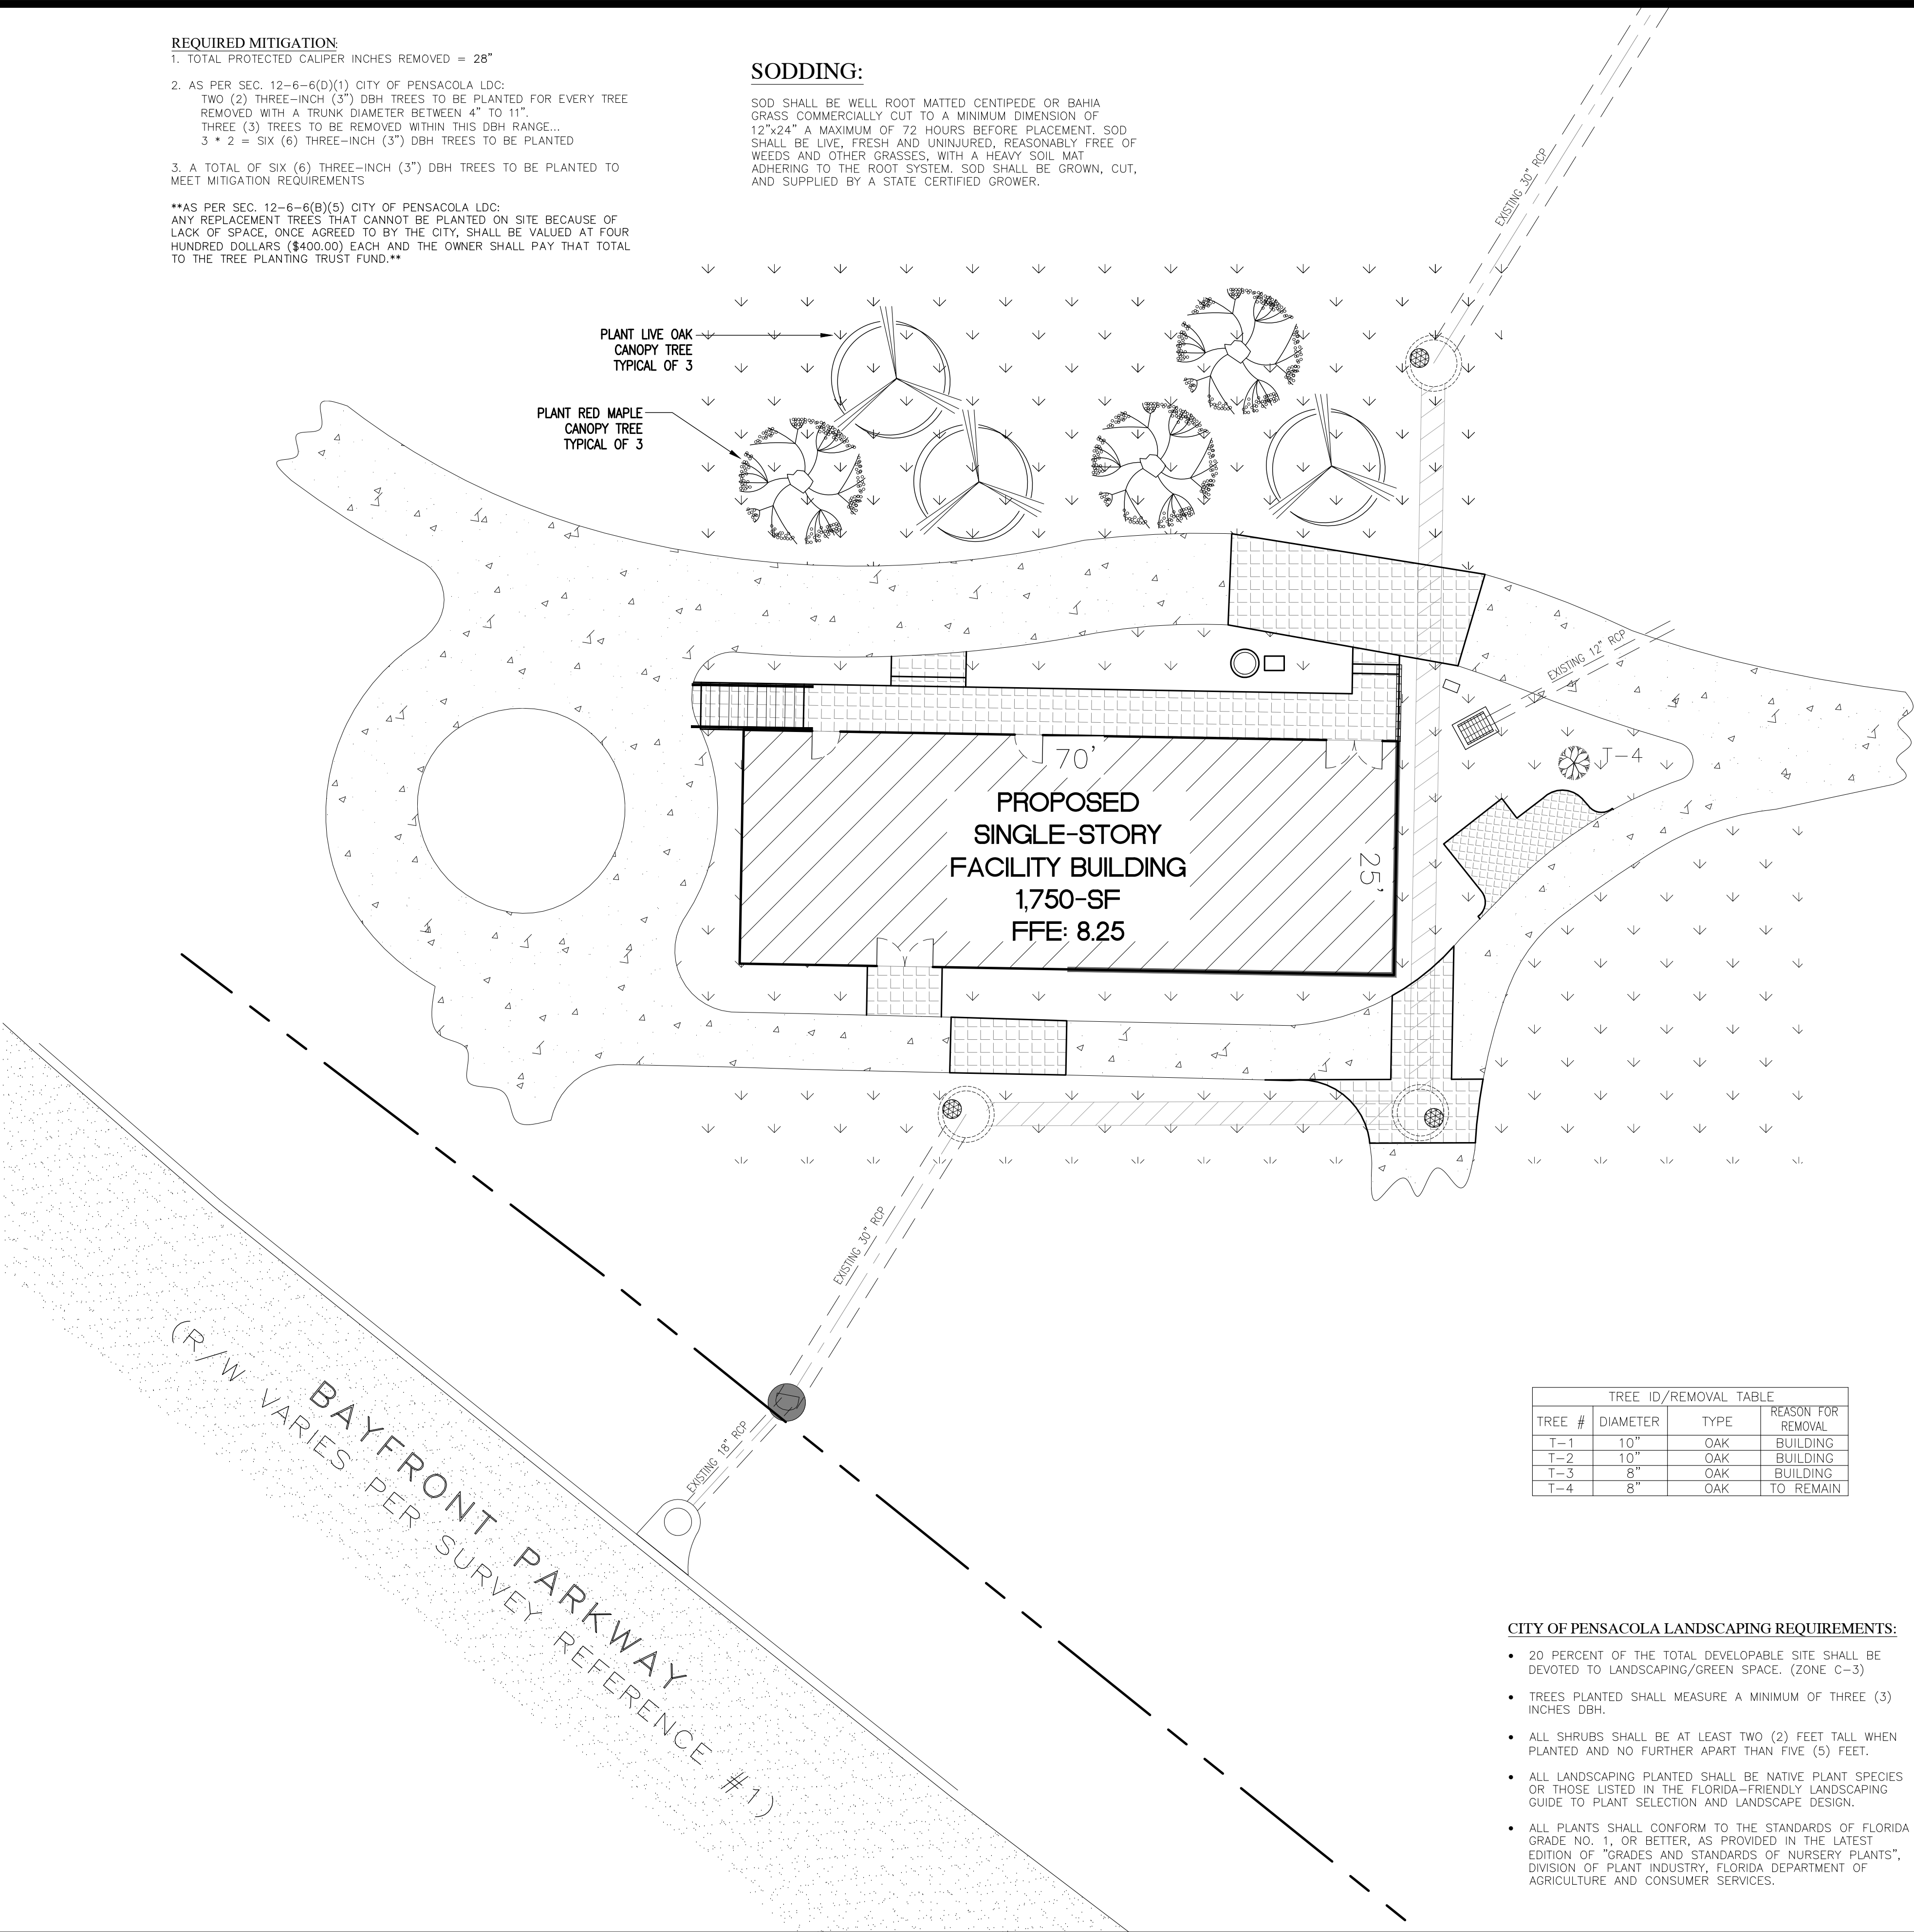 REQUIRED MITIGATION:
1. TOTAL PROTECTED CALIPER INCHES REMOVED = 28"
2. AS PER SEC. 12-6-6(D)(1) CITY OF PENSACOLA LDC:
TWO (2) THREE-INCH (3") DBH TREES TO BE PLANTED FOR EVERY TREE
REMOVED WITH A TRUNK DIAMETER BETWEEN 4" TO 11".
THREE (3) TREES TO BE REMOVED WITHIN THIS DBH RANGE...
3 * 2 = SIX (6) THREE-INCH (3") DBH TREES TO BE PLANTED
3. A TOTAL OF SIX (6) THREE-INCH (3") DBH TREES TO BE PLANTED TO
MEET MITIGATION REQUIREMENTS
**AS PER SEC. 12-6-6(B)(5) CITY OF PENSACOLA LDC:
ANY REPLACEMENT TREES THAT CANNOT BE PLANTED ON SITE BECAUSE OF
LACK OF SPACE, ONCE AGREED TO BY THE CITY, SHALL BE VALUED AT FOUR
HUNDRED DOLLARS ($400.00) EACH AND THE OWNER SHALL PAY THAT TOTAL
TO THE TREE PLANTING TRUST FUND.**
SODDING:
SOD SHALL BE WELL ROOT MATTED CENTIPEDE OR BAHIA
GRASS COMMERCIALLY CUT TO A MINIMUM DIMENSION OF
12"x24" A MAXIMUM OF 72 HOURS BEFORE PLACEMENT. SOD
SHALL BE LIVE, FRESH AND UNINJURED, REASONABLY FREE OF
WEEDS AND OTHER GRASSES, WITH A HEAVY SOIL MAT
ADHERING TO THE ROOT SYSTEM. SOD SHALL BE GROWN, CUT,
AND SUPPLIED BY A STATE CERTIFIED GROWER.
EXISTING 30" RCP
PLANT LIVE OAK
CANOPY TREE
TYPICAL OF 3
PLANT RED MAPLE
CANOPY TREE
TYPICAL OF 3
EXISTING 12" RCP
T-4
70'
PROPOSED
SINGLE-STORY
FACILITY BUILDING
1,750-SF
FFE: 8.25
25'
EXISTING 30" RCP
EXISTING 18" RCP
BAYFRONT PARKWAY
(R/W VARIES PER SURVEY REFERENCE #1)
TREE ID/REMOVAL TABLE
TREE # DIAMETER TYPE REASON FOR REMOVAL
T-1 10" OAK BUILDING
T-2 10" OAK BUILDING
T-3 8" OAK BUILDING
T-4 8" OAK TO REMAIN
CITY OF PENSACOLA LANDSCAPING REQUIREMENTS:
• 20 PERCENT OF THE TOTAL DEVELOPABLE SITE SHALL BE
DEVOTED TO LANDSCAPING/GREEN SPACE. (ZONE C-3)
• TREES PLANTED SHALL MEASURE A MINIMUM OF THREE (3)
INCHES DBH.
• ALL SHRUBS SHALL BE AT LEAST TWO (2) FEET TALL WHEN
PLANTED AND NO FURTHER APART THAN FIVE (5) FEET.
• ALL LANDSCAPING PLANTED SHALL BE NATIVE PLANT SPECIES
OR THOSE LISTED IN THE FLORIDA-FRIENDLY LANDSCAPING
GUIDE TO PLANT SELECTION AND LANDSCAPE DESIGN.
• ALL PLANTS SHALL CONFORM TO THE STANDARDS OF FLORIDA
GRADE NO. 1, OR BETTER, AS PROVIDED IN THE LATEST
EDITION OF "GRADES AND STANDARDS OF NURSERY PLANTS",
DIVISION OF PLANT INDUSTRY, FLORIDA DEPARTMENT OF
AGRICULTURE AND CONSUMER SERVICES.